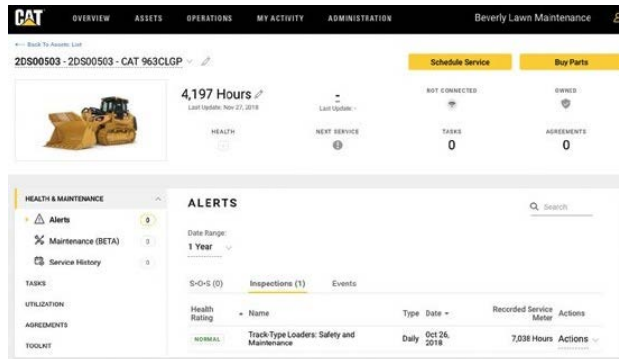 CAT OVERVIEW ASSETS OPERATIONS MY ACTIVITY ADMINISTRATION Beverly Lawn Maintenance
Back To Assets List
2DS00503 - 2DS00503 - CAT 963CLGP
Schedule Service Buy Parts
4,197 Hours -
Last Update: Nov 27, 2018 Last Update: -
NOT CONNECTED OWNED
HEALTH NEXT SERVICE TASKS AGREEMENTS
0 0
HEALTH & MAINTENANCE
Alerts 0
Maintenance (BETA) 0
Service History 0
TASKS
UTILIZATION
AGREEMENTS
TOOLKIT
ALERTS
Search
Date Range:
1 Year
S•O•S (0) Inspections (1) Events
Health Rating Name Type Date Recorded Service Meter Actions
NORMAL Track-Type Loaders: Safety and Maintenance Daily Oct 26, 2018 7,038 Hours Actions